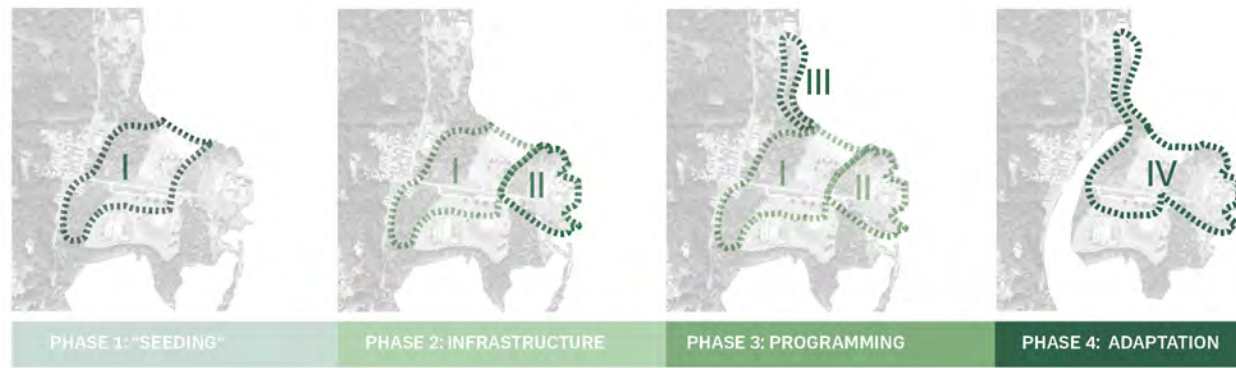 I
I
II
III
I
II
IV
PHASE 1: "SEEDING"
PHASE 2: INFRASTRUCTURE
PHASE 3: PROGRAMMING
PHASE 4: ADAPTATION